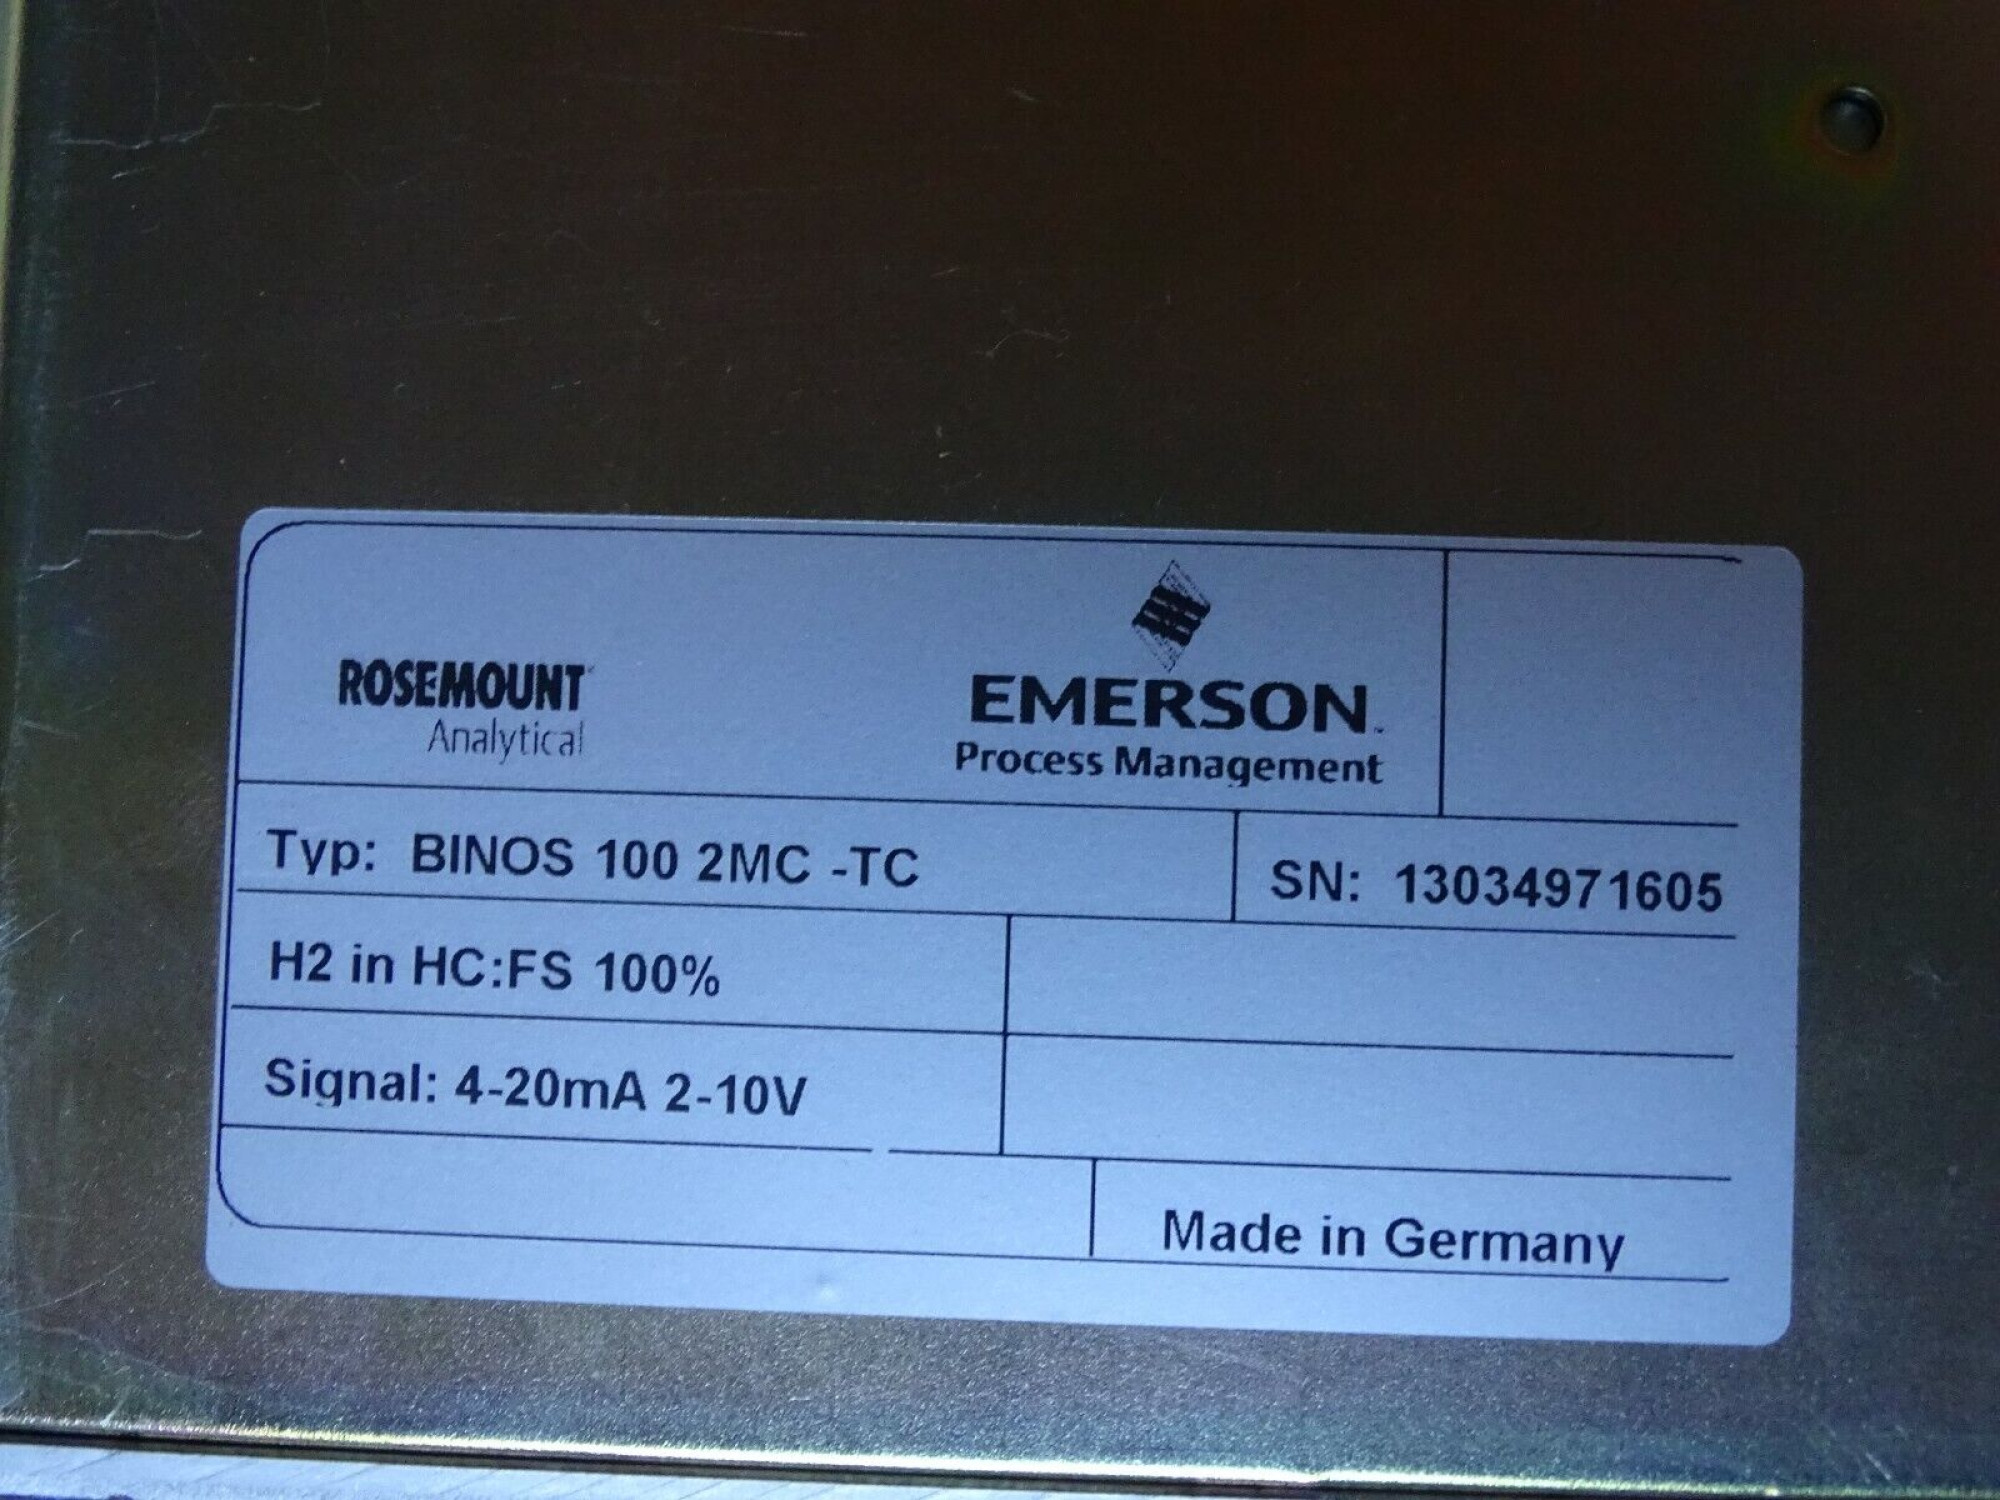 ROSEMOUNT
Analytical
EMERSON™
Process Management
Typ: BINOS 100 2MC -TC
SN: 13034971605
H2 in HC:FS 100%
Signal: 4-20mA 2-10V
Made in Germany